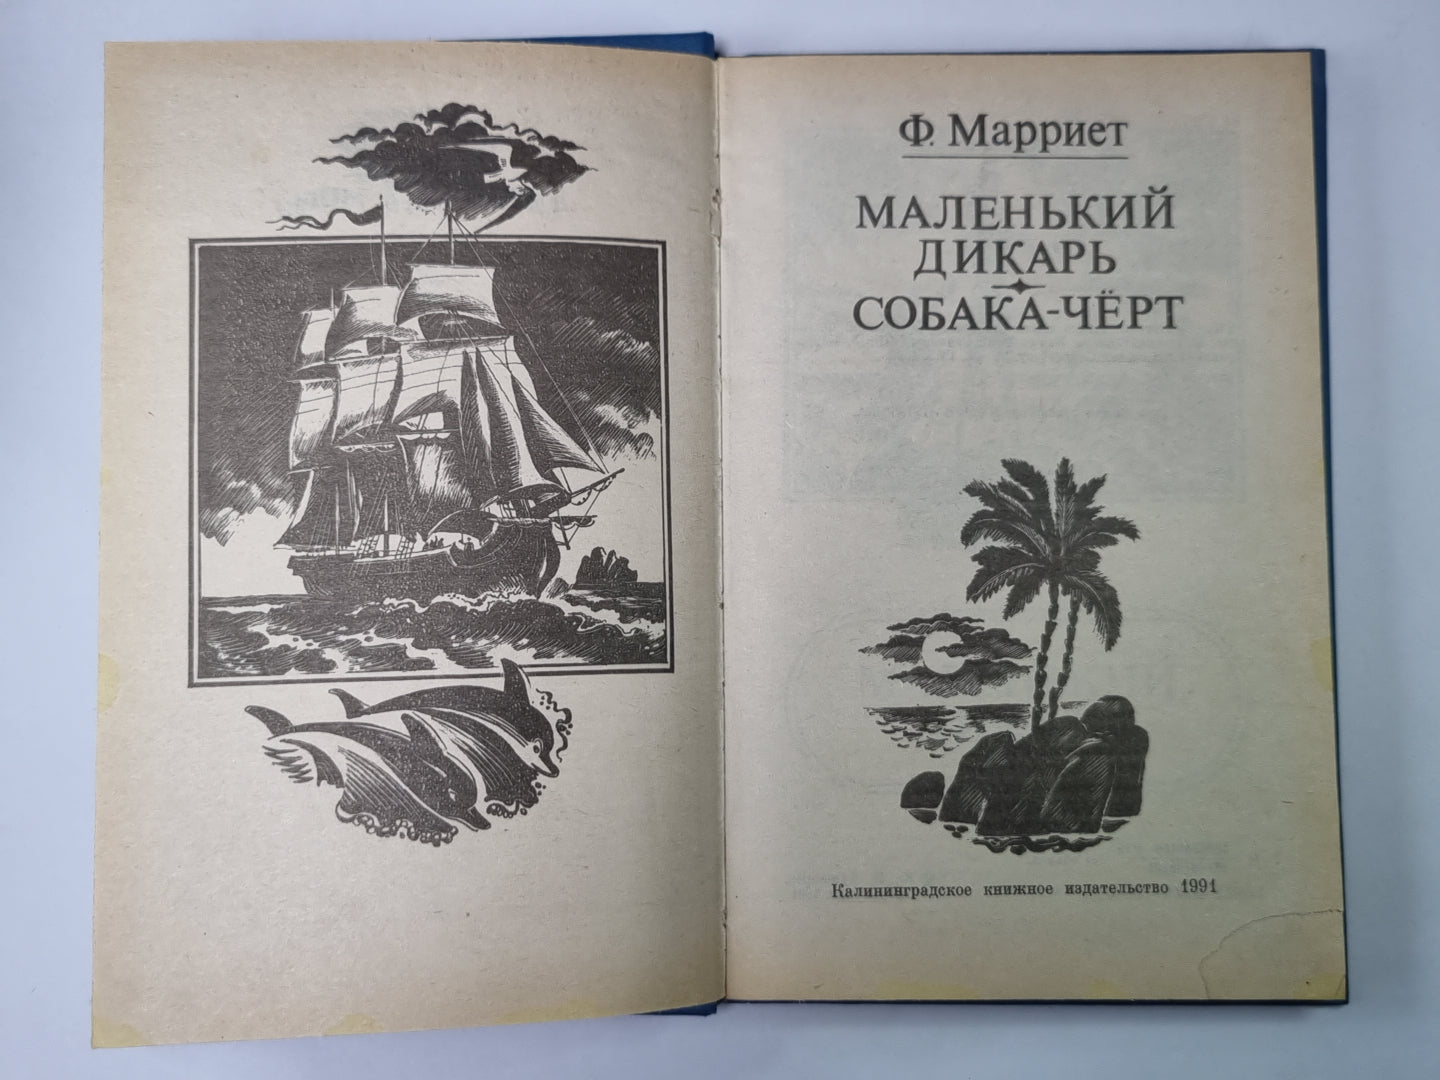 Ф. Марриет
МАЛЕНЬКИЙ
ДИКАРЬ
СОБАКА-ЧЁРТ
Калининградское книжное издательство 1991